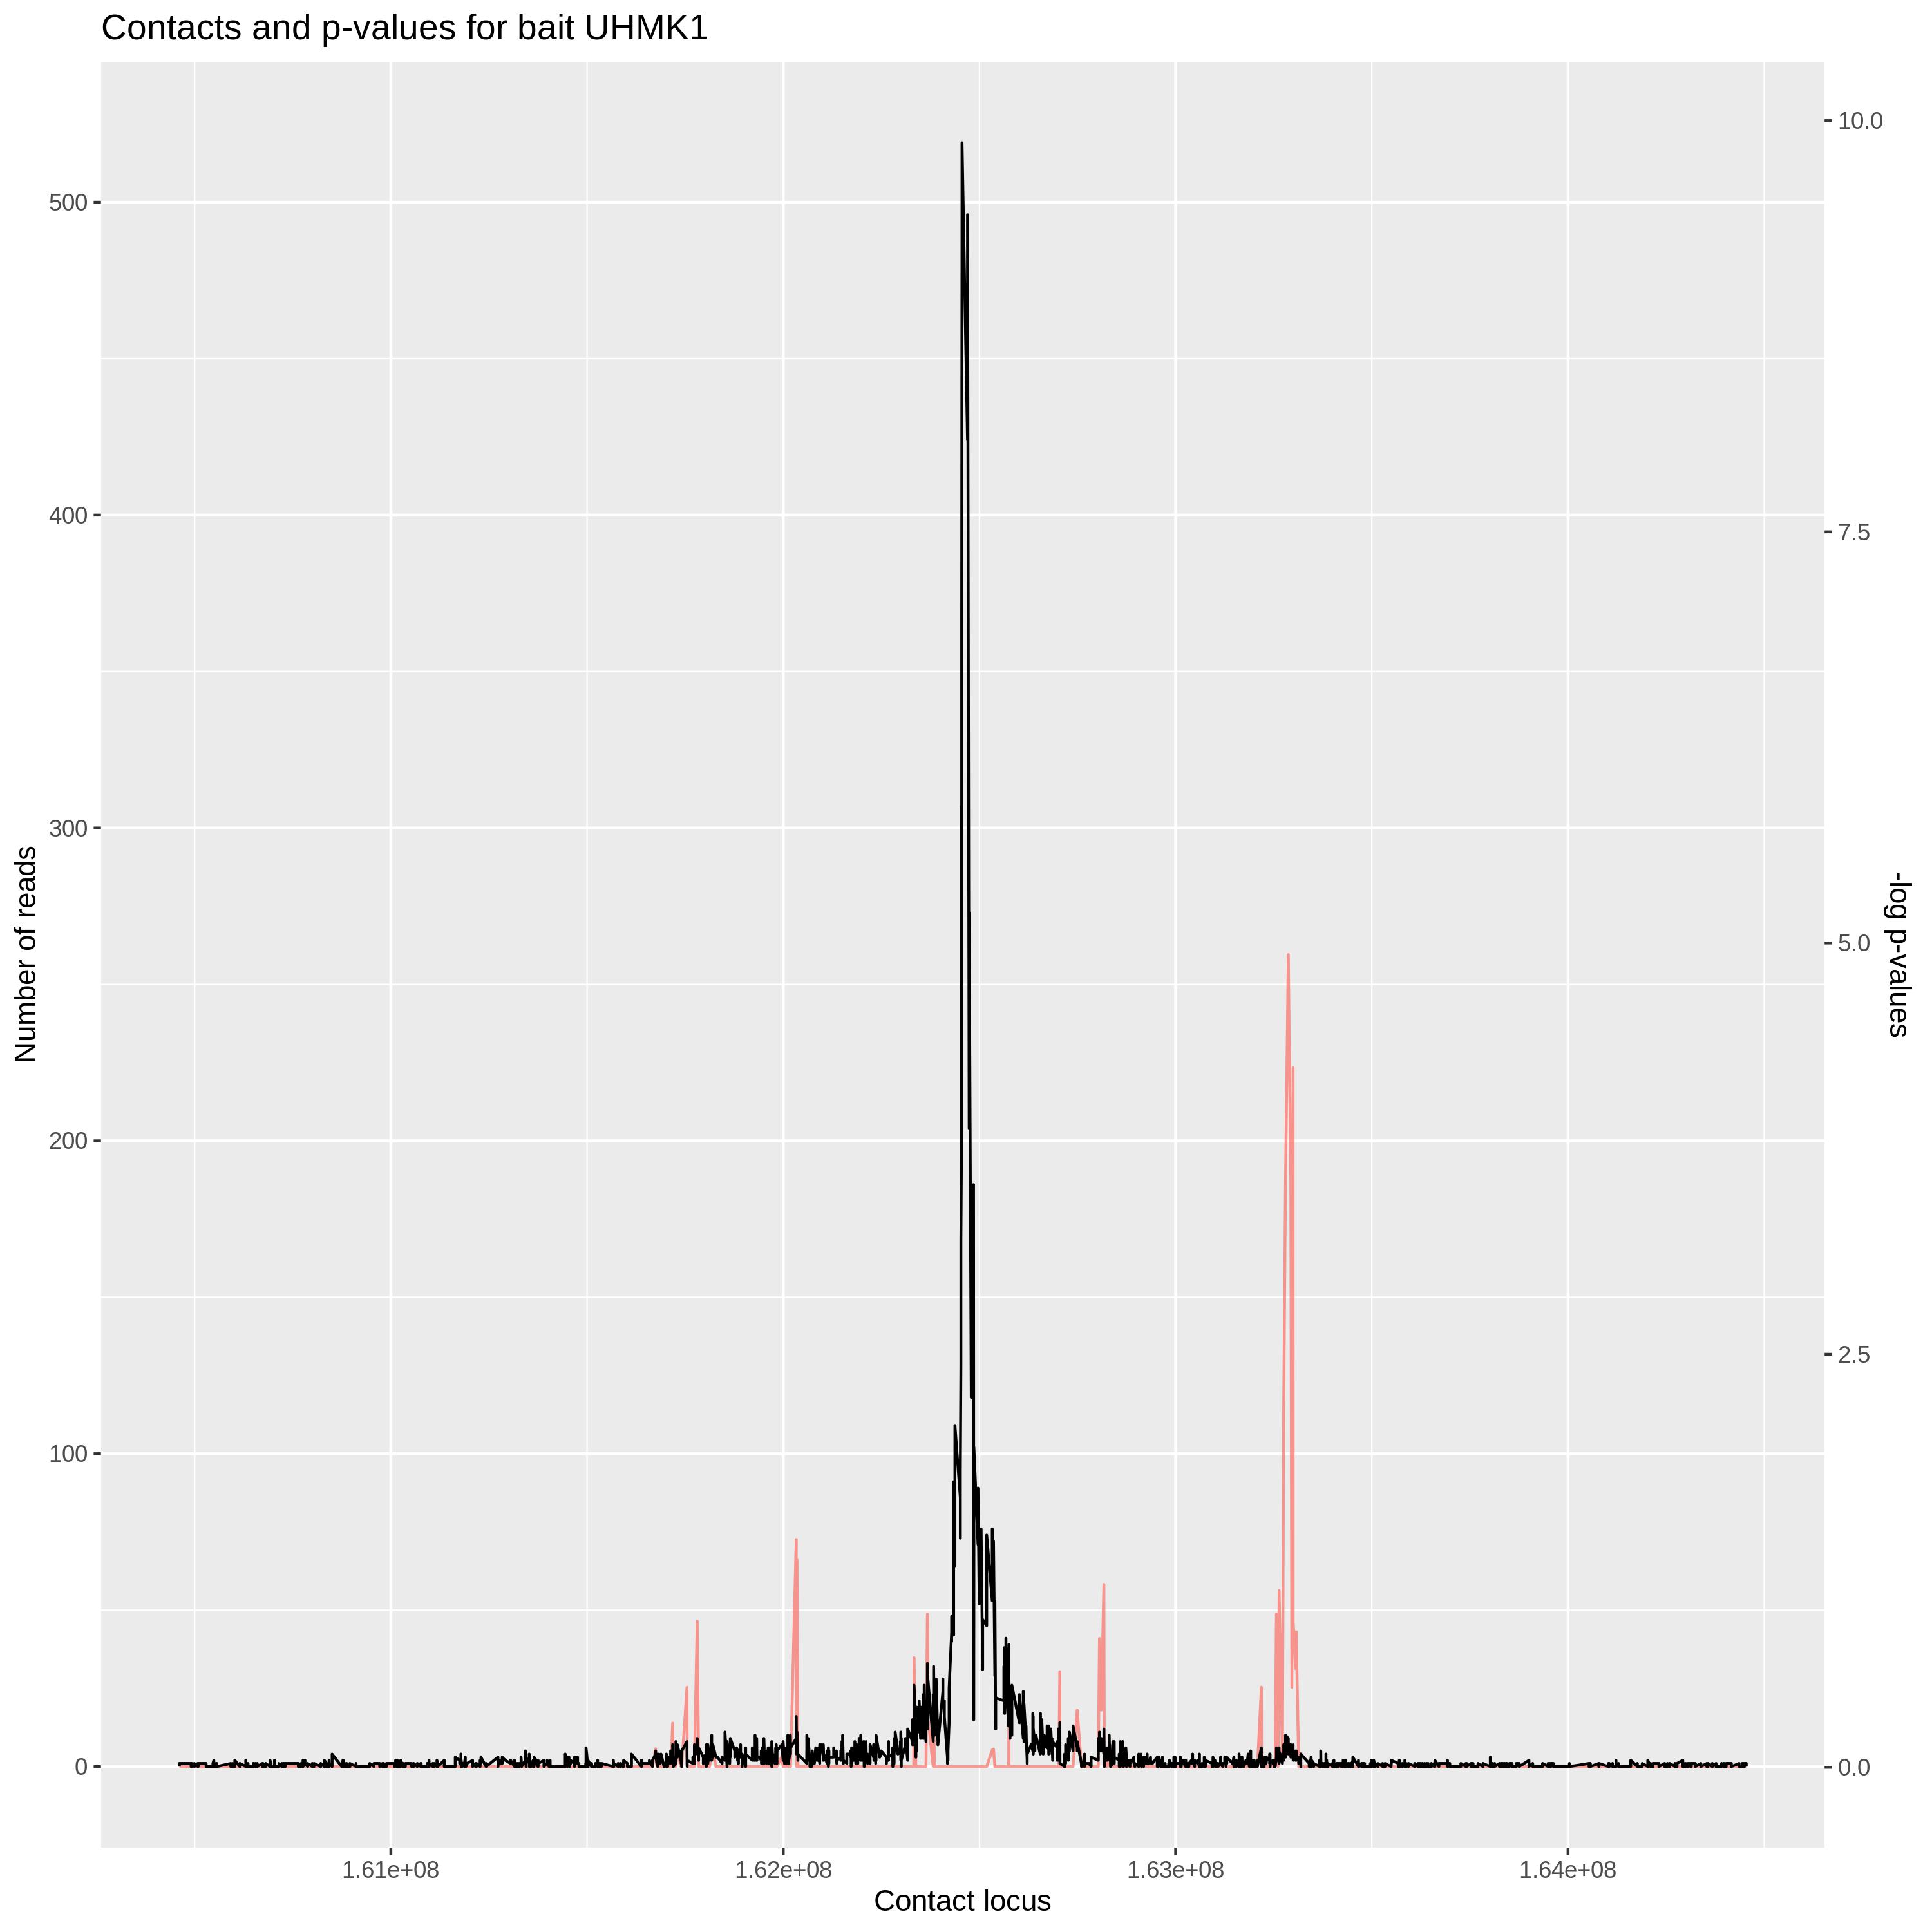 Contacts and p-values for bait UHMK1
Number of reads
500
400
300
200
100
0
10.0
7.5
5.0
2.5
0.0
-log p-values
1.61e+08
1.62e+08
1.63e+08
1.64e+08
Contact locus